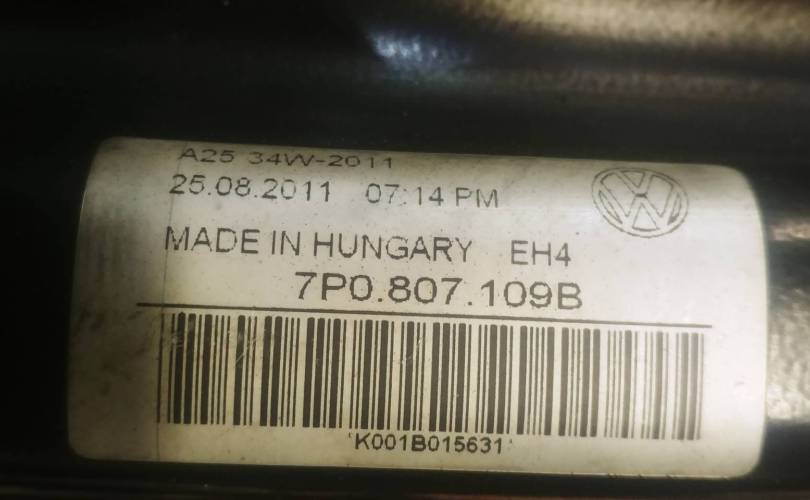 A25 34W-2011
25.08.2011 07:14 PM
MADE IN HUNGARY EH4
7P0.807.109B
'K001B015631'